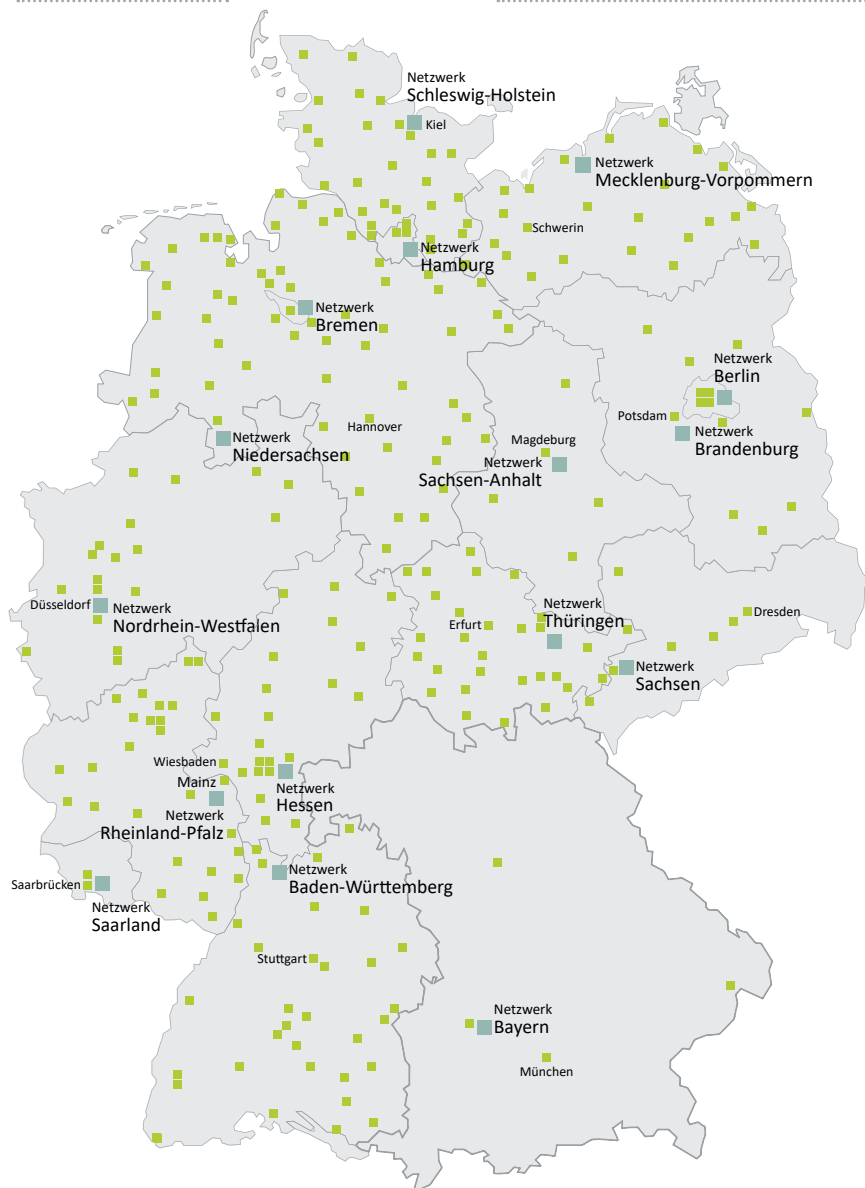 Netzwerk
Schleswig-Holstein
Kiel
Netzwerk
Mecklenburg-Vorpommern
Schwerin
Netzwerk
Hamburg
Netzwerk
Bremen
Netzwerk
Berlin
Potsdam
Netzwerk
Brandenburg
Hannover
Netzwerk
Niedersachsen
Magdeburg
Netzwerk
Sachsen-Anhalt
Düsseldorf
Netzwerk
Nordrhein-Westfalen
Netzwerk
Thüringen
Erfurt
Dresden
Netzwerk
Sachsen
Wiesbaden
Mainz
Netzwerk
Hessen
Netzwerk
Rheinland-Pfalz
Netzwerk
Baden-Württemberg
Saarbrücken
Netzwerk
Saarland
Stuttgart
Netzwerk
Bayern
München